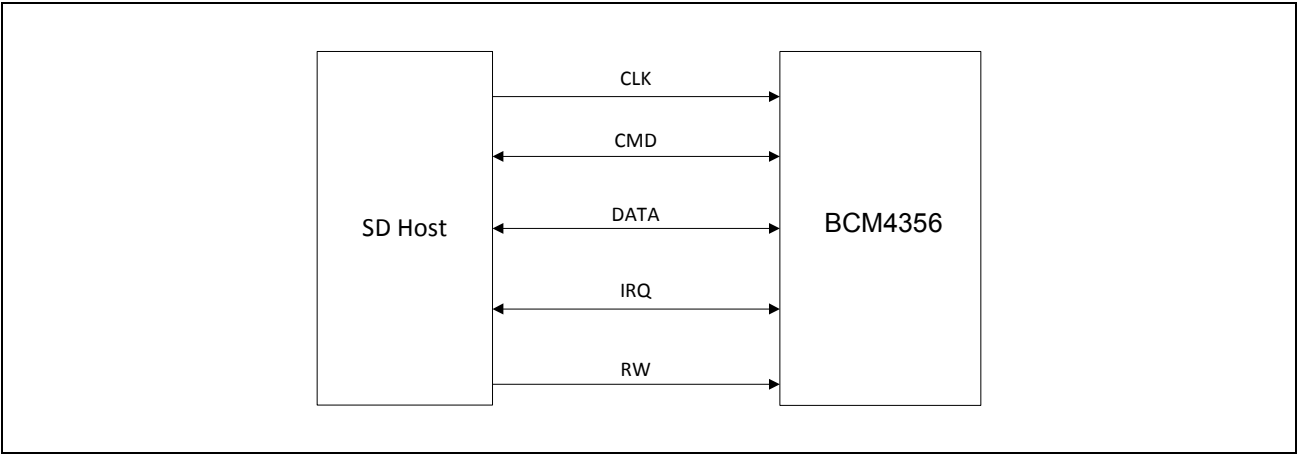 CLK
CMD
SD Host
DATA
BCM4356
IRQ
RW